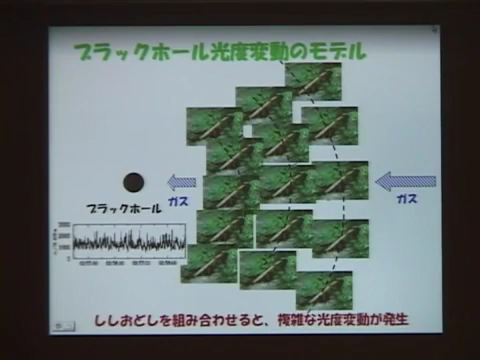 ブラックホール光度変動のモデル
ガス
ガス
ブラックホール
ししおどしを組み合わせると、複雑な光度変動が発生